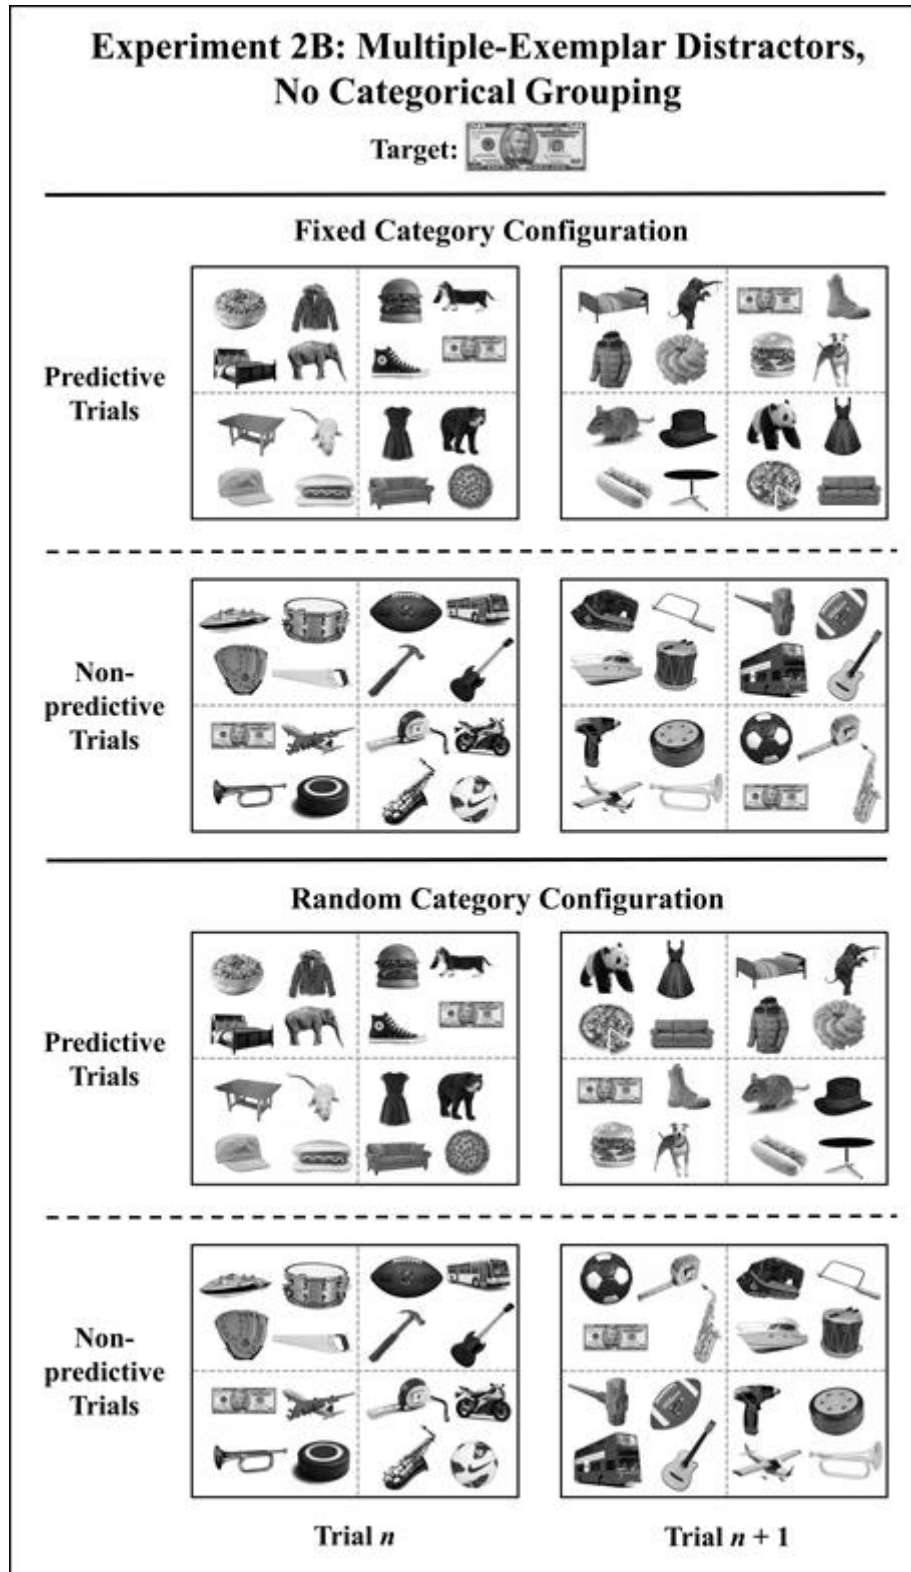 Experiment 2B: Multiple-Exemplar Distractors,
No Categorical Grouping
Target:
Fixed Category Configuration
Predictive
Trials
Non-
predictive
Trials
Random Category Configuration
Predictive
Trials
Non-
predictive
Trials
Trial n
Trial n + 1